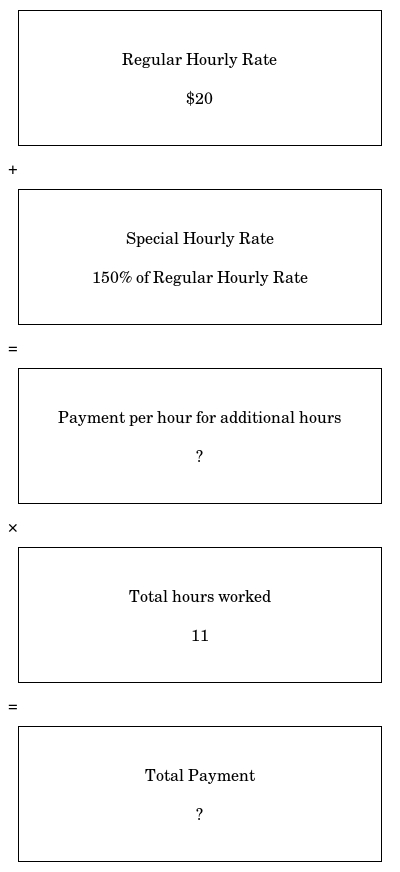 Regular Hourly Rate
$20
+
Special Hourly Rate
150% of Regular Hourly Rate
=
Payment per hour for additional hours
?
×
Total hours worked
11
=
Total Payment
?